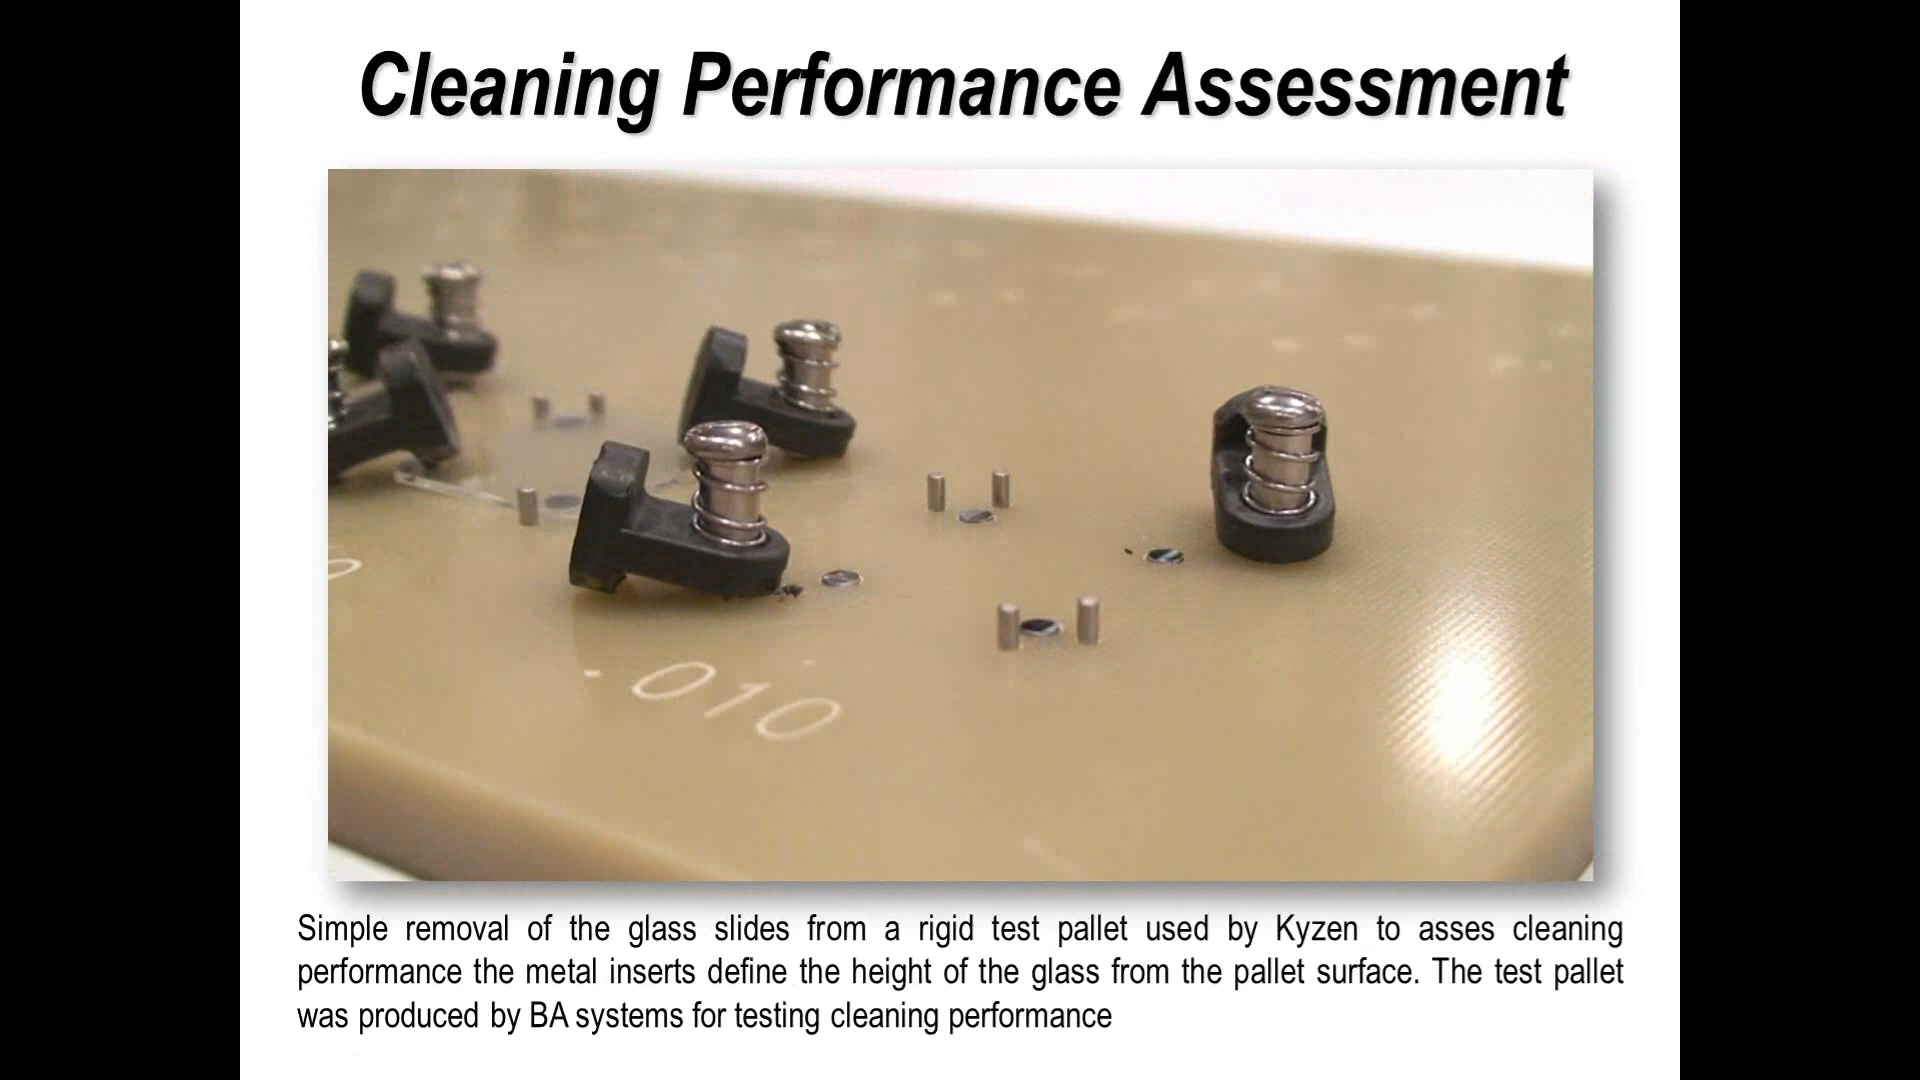 Cleaning Performance Assessment
.010
Simple removal of the glass slides from a rigid test pallet used by Kyzen to asses cleaning
performance the metal inserts define the height of the glass from the pallet surface. The test pallet
was produced by BA systems for testing cleaning performance